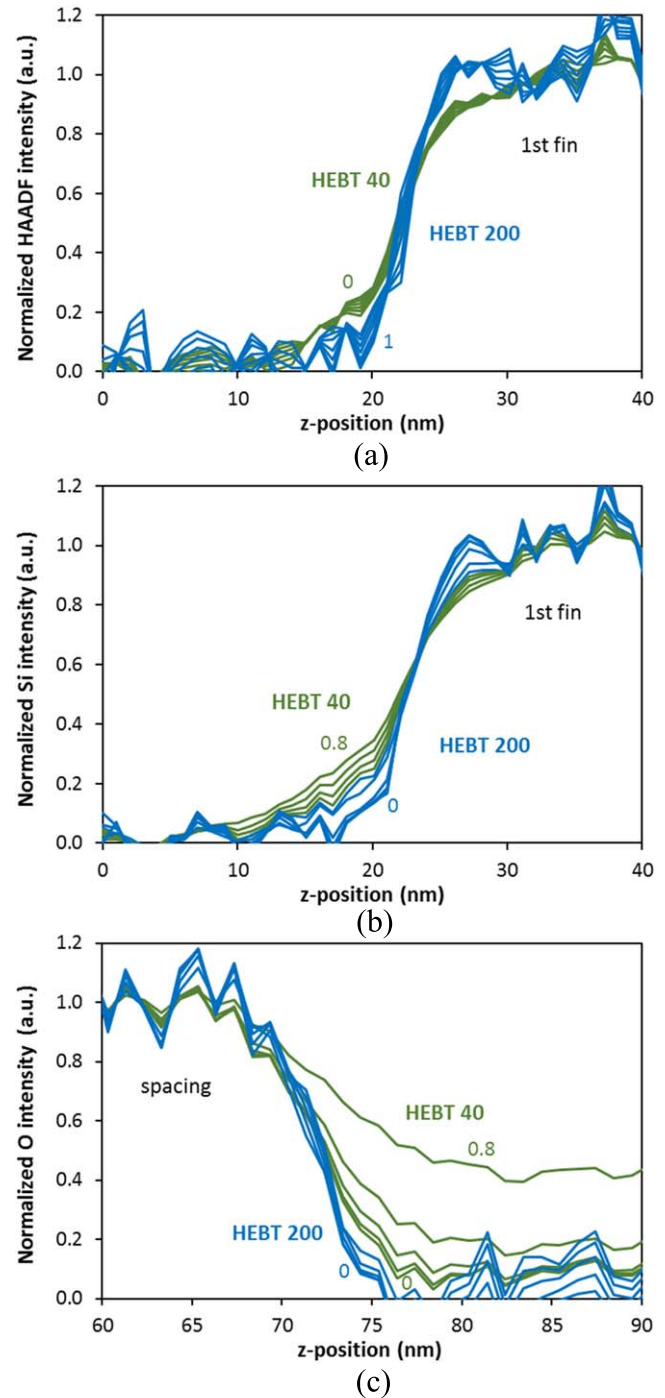 Normalized HAADF intensity (a.u.)
1.2
1.0
0.8
0.6
0.4
0.2
0.0
1st fin
HEBT 40
HEBT 200
0
1
0
10
20
30
40
z-position (nm)
(a)
Normalized Si intensity (a.u.)
1.2
1.0
0.8
0.6
0.4
0.2
0.0
1st fin
HEBT 40
0.8
HEBT 200
0
0
10
20
30
40
z-position (nm)
(b)
Normalized O intensity (a.u.)
1.2
1.0
0.8
0.6
0.4
0.2
0.0
spacing
HEBT 40
0.8
HEBT 200
0
0
60
65
70
75
80
85
90
z-position (nm)
(c)